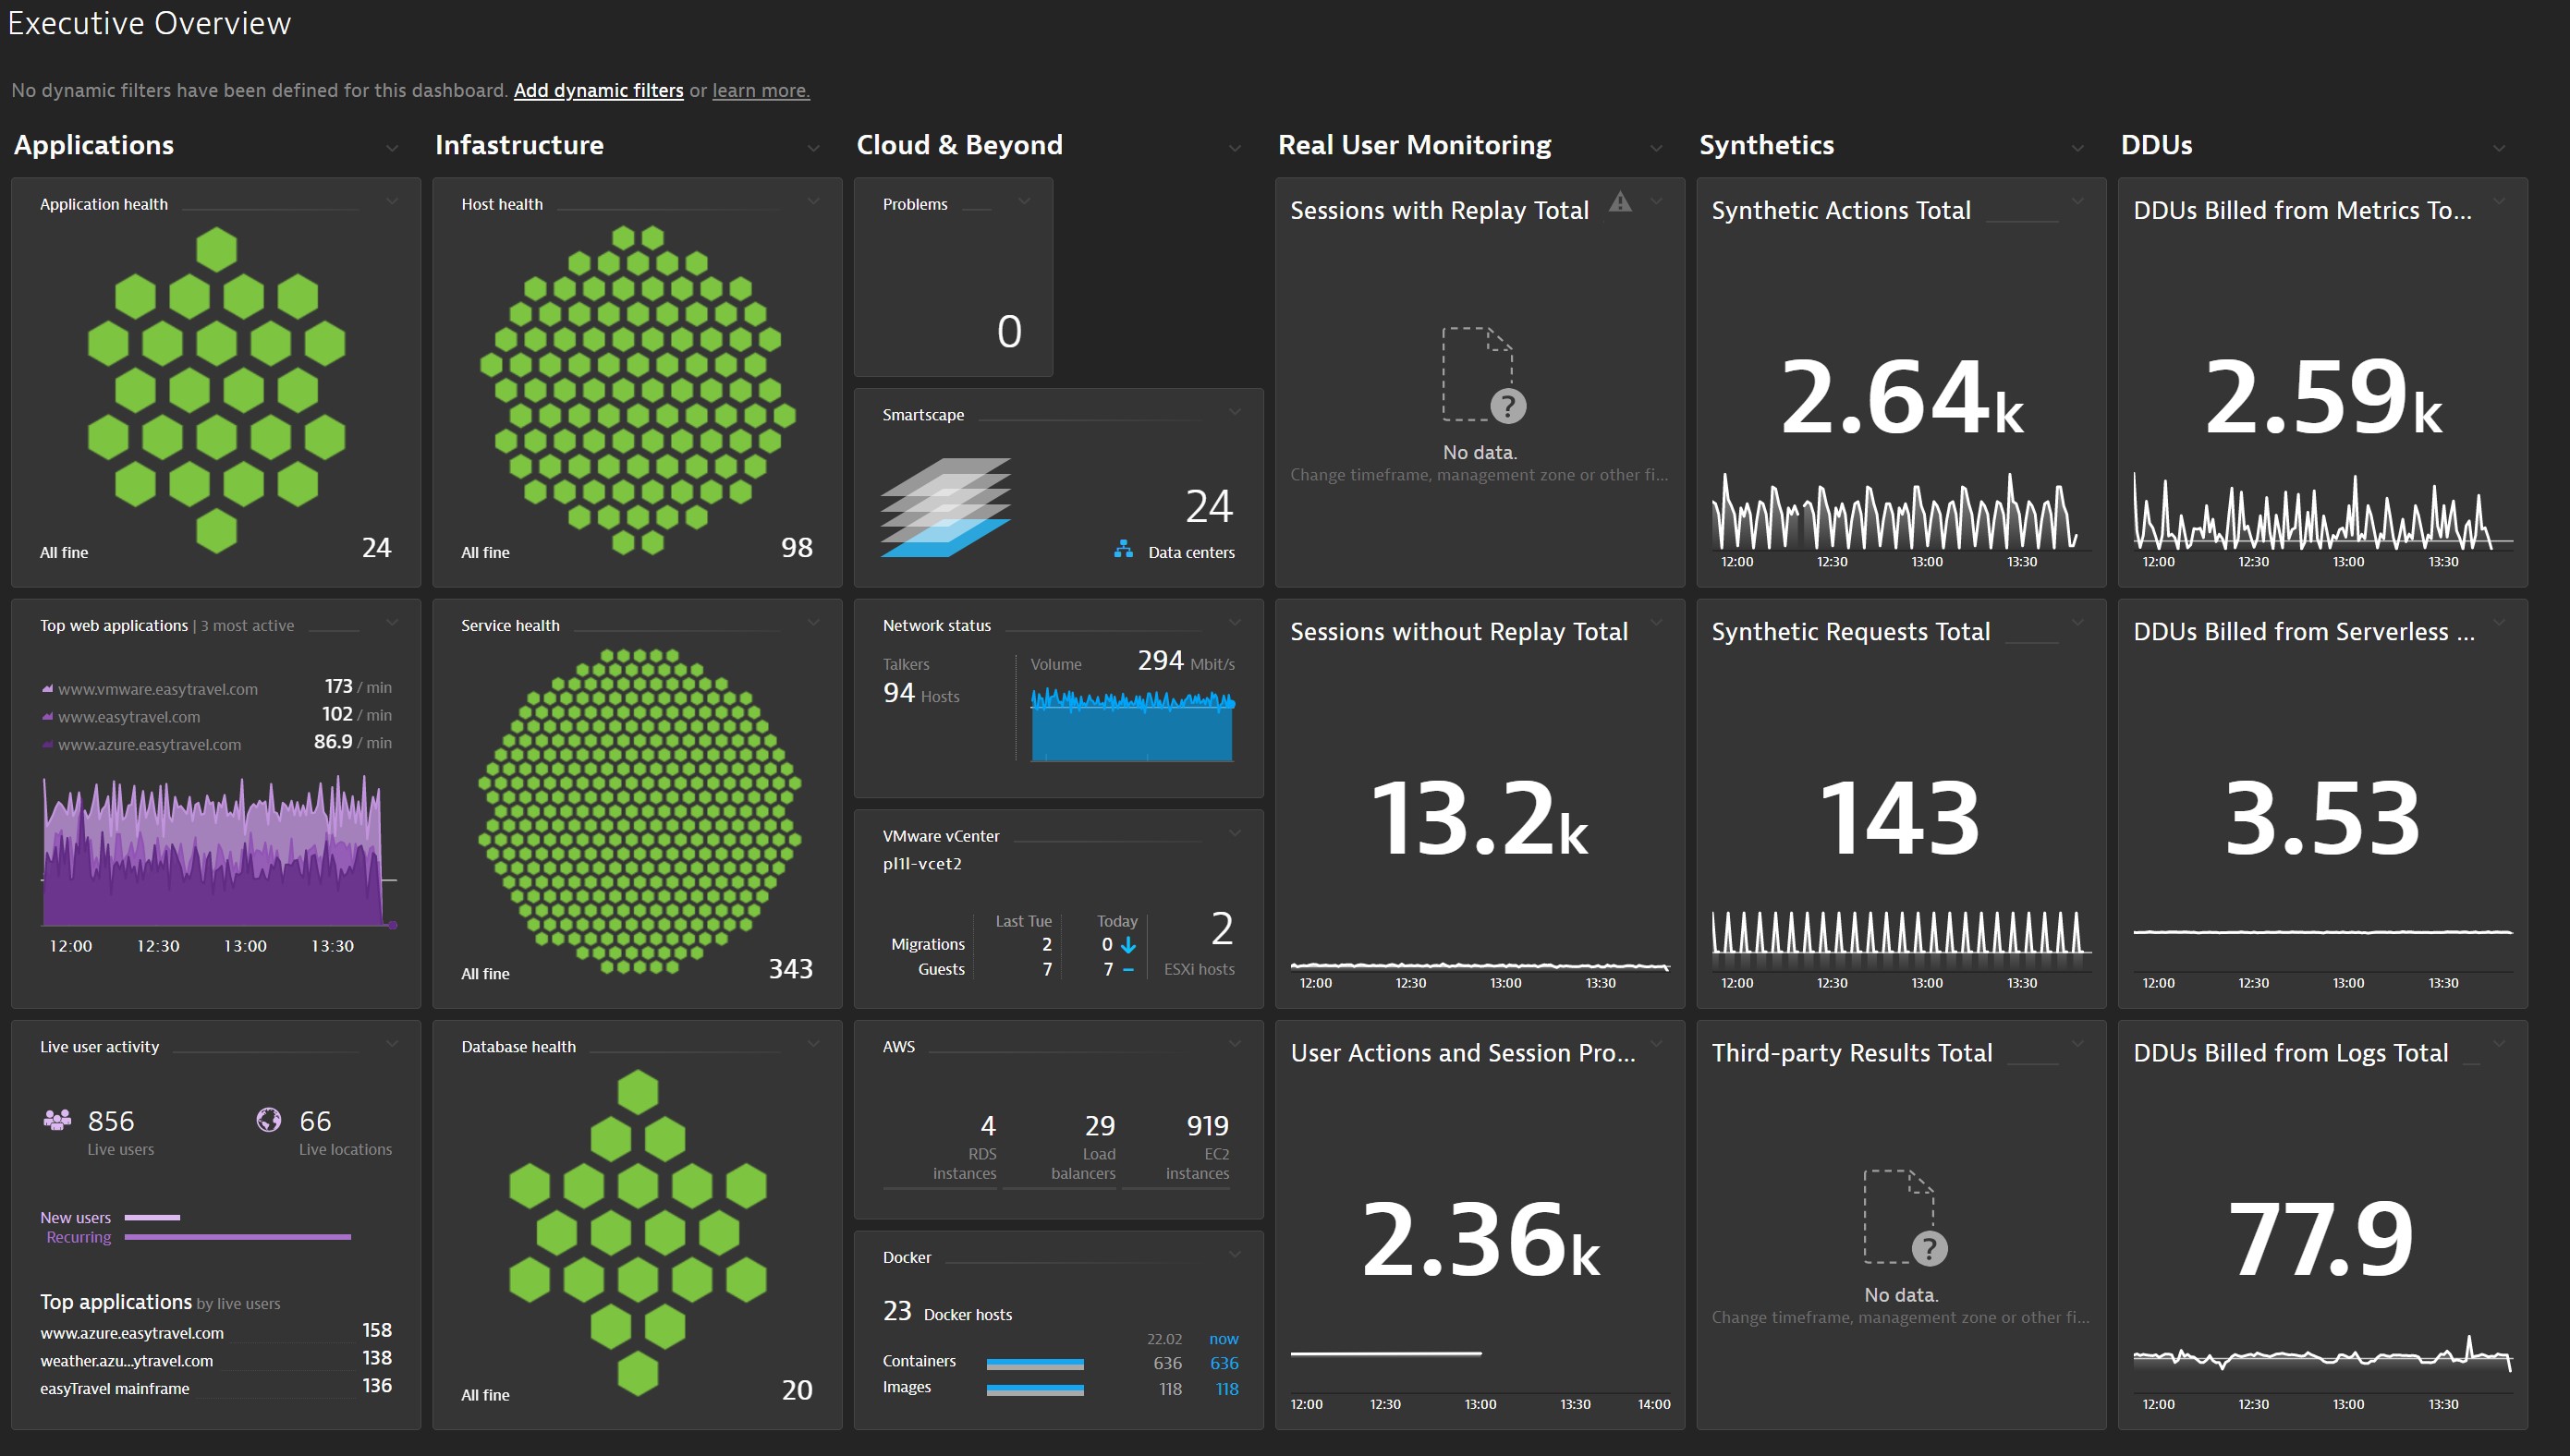 Executive Overview
No dynamic filters have been defined for this dashboard. Add dynamic filters or learn more.
Applications
Application health
All fine
24
Top web applications | 3 most active
www.vmware.easytravel.com 173 / min
www.easytravel.com 102 / min
www.azure.easytravel.com 86.9 / min
12:00 12:30 13:00 13:30
Live user activity
856 66
Live users Live locations
New users
Recurring
Top applications by live users
www.azure.easytravel.com 158
weather.azu...ytravel.com 138
easyTravel mainframe 136
Infastructure
Host health
All fine 98
Service health
All fine 343
Database health
All fine 20
Cloud & Beyond
Problems
0
Smartscape
24
Data centers
Network status
Talkers Volume 294 Mbit/s
94 Hosts
VMware vCenter
pl1l-vcet2
Last Tue Today 2
Migrations 2 0
Guests 7 7 ESXi hosts
AWS
4 29 919
RDS Load EC2
instances balancers instances
Docker
23 Docker hosts
22.02 now
Containers 636 636
Images 118 118
Real User Monitoring
Sessions with Replay Total
?
No data.
Change timeframe, management zone or other fi...
Sessions without Replay Total
13.2k
12:00 12:30 13:00 13:30
User Actions and Session Pro...
2.36k
12:00 12:30 13:00 13:30 14:00
Synthetics
Synthetic Actions Total
2.64k
12:00 12:30 13:00 13:30
Synthetic Requests Total
143
12:00 12:30 13:00 13:30
Third-party Results Total
?
No data.
Change timeframe, management zone or other fi...
DDUs
DDUs Billed from Metrics To...
2.59k
12:00 12:30 13:00 13:30
DDUs Billed from Serverless ...
3.53
12:00 12:30 13:00 13:30
DDUs Billed from Logs Total
77.9
12:00 12:30 13:00 13:30